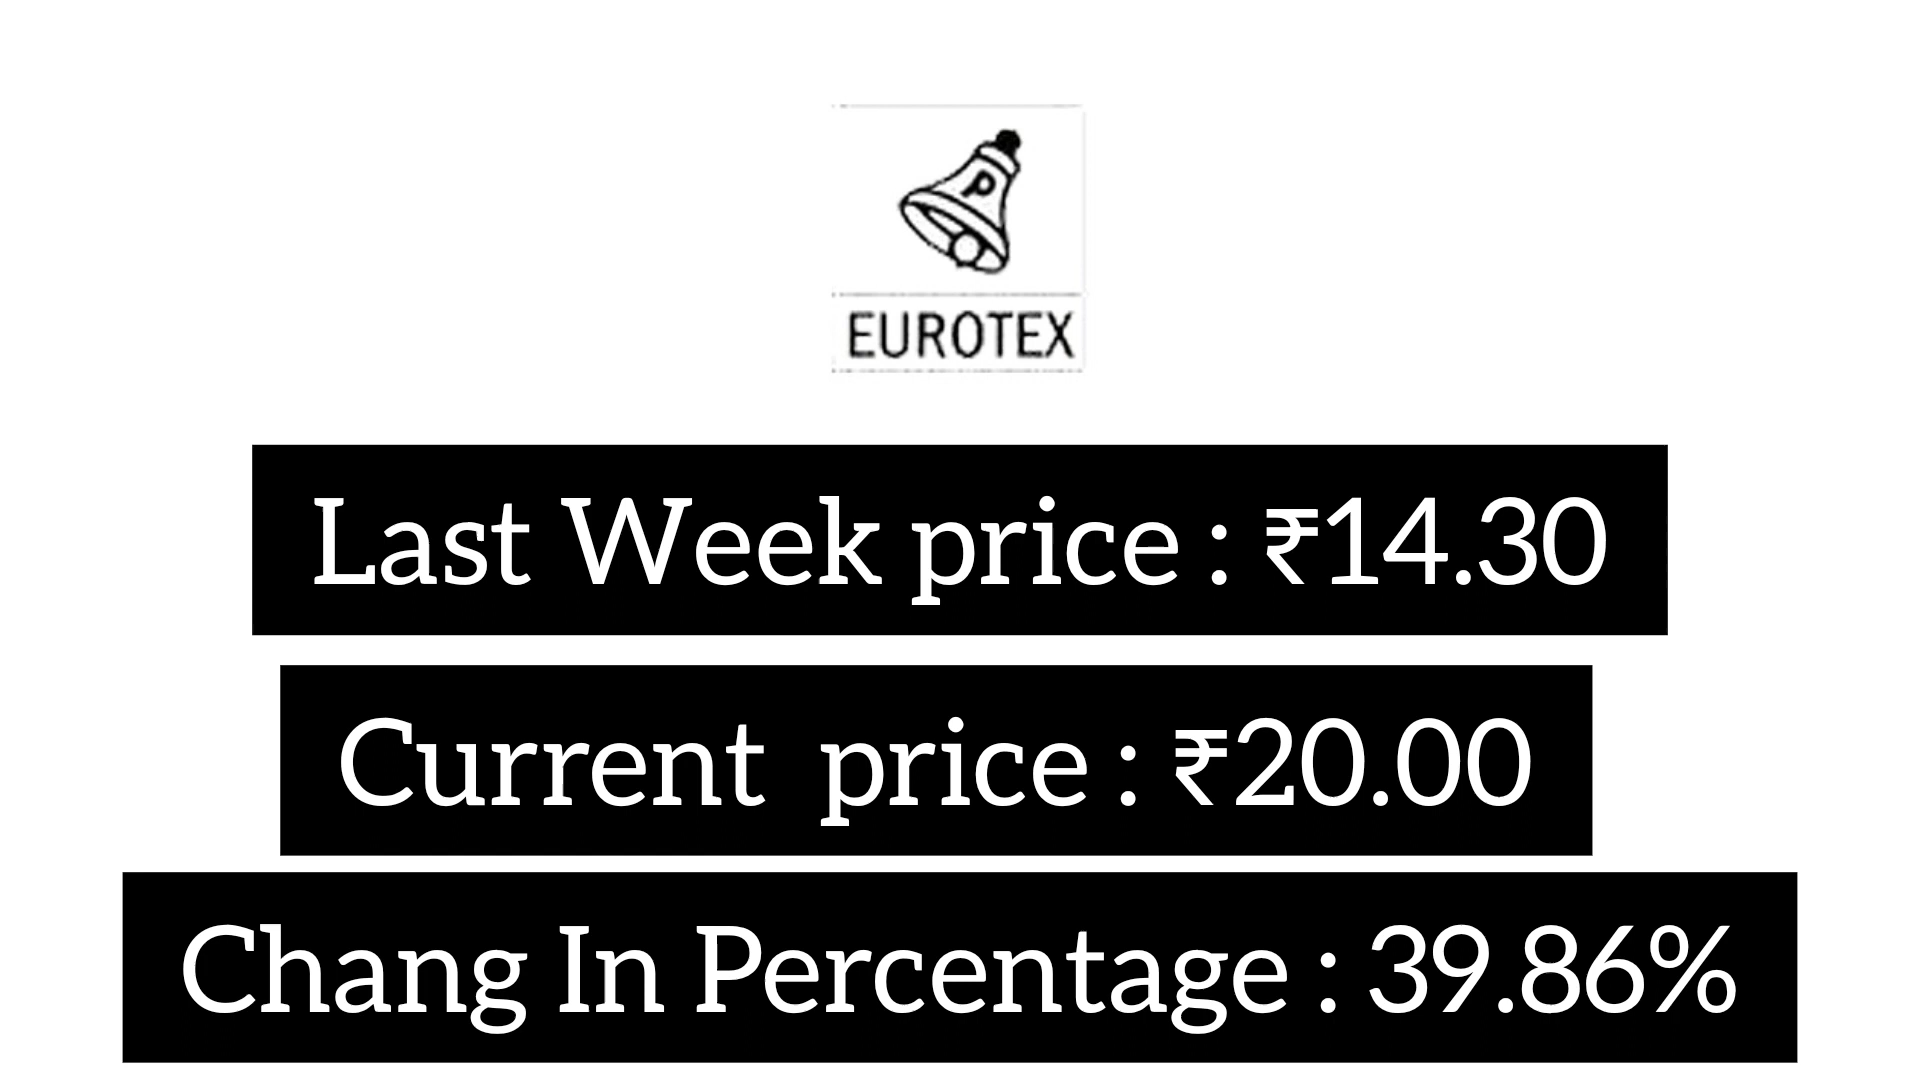 P
EUROTEX
Last Week price : ₹14.30
Current price : ₹20.00
Chang In Percentage : 39.86%